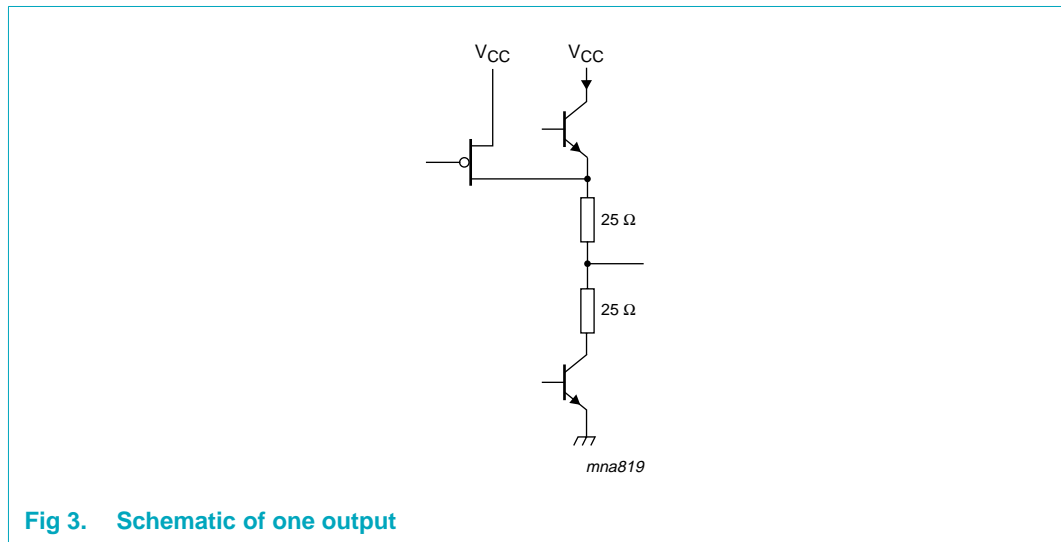 VCC VCC
25 Ω
25 Ω
mna819
Fig 3. Schematic of one output